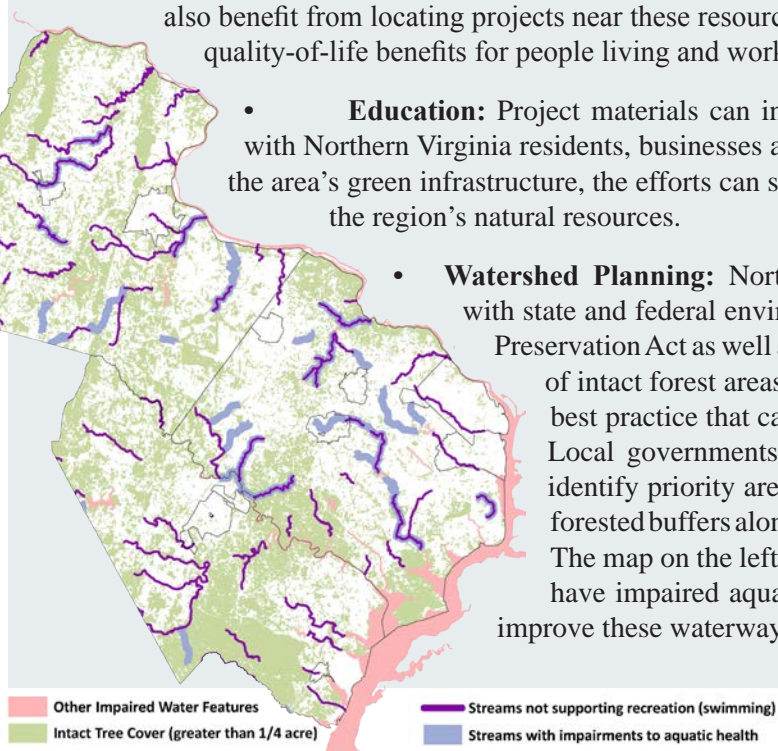 also benefit from locating projects near these resourc
quality-of-life benefits for people living and work
• Education: Project materials can in
with Northern Virginia residents, businesses a
the area's green infrastructure, the efforts can s
the region's natural resources.
• Watershed Planning: Nort
with state and federal envir
Preservation Act as well a
of intact forest areas
best practice that ca
Local governments
identify priority are
forested buffers alon
The map on the left
have impaired aqua
improve these waterway
Other Impaired Water Features
Intact Tree Cover (greater than 1/4 acre)
Streams not supporting recreation (swimming)
Streams with impairments to aquatic health